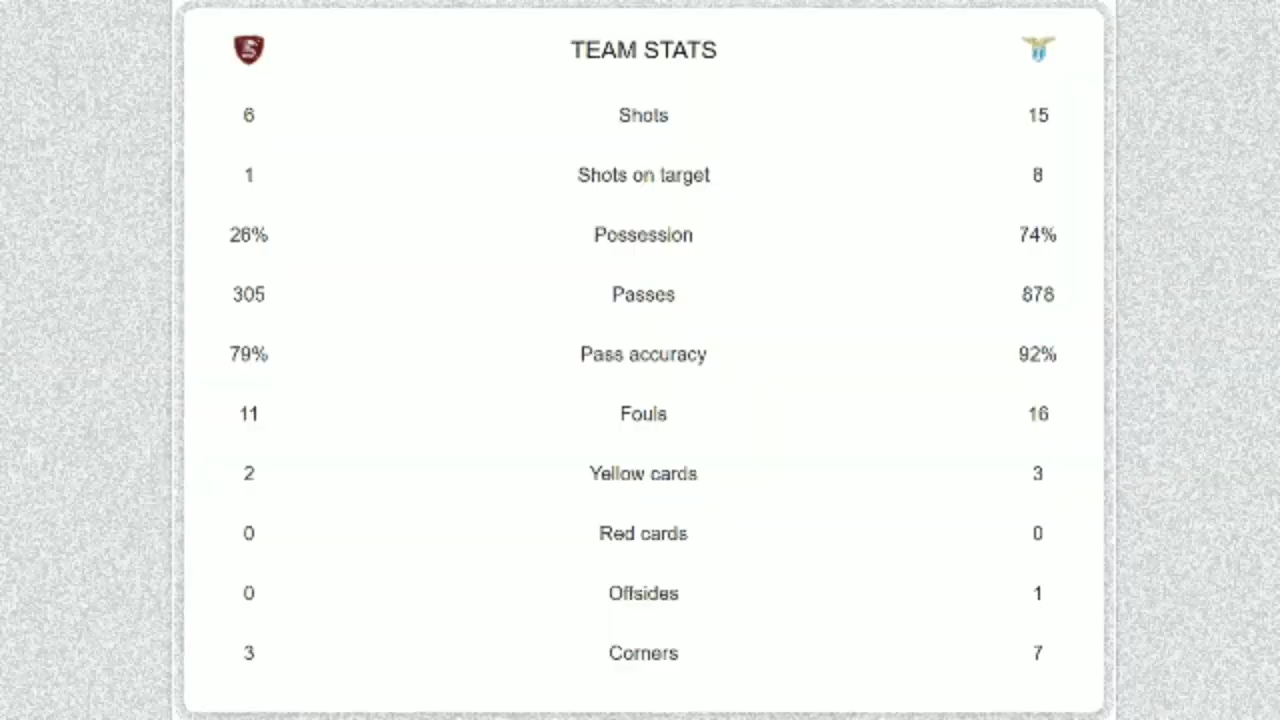 TEAM STATS
6 Shots 15
1 Shots on target 8
26% Possession 74%
305 Passes 878
79% Pass accuracy 92%
11 Fouls 16
2 Yellow cards 3
0 Red cards 0
0 Offsides 1
3 Corners 7